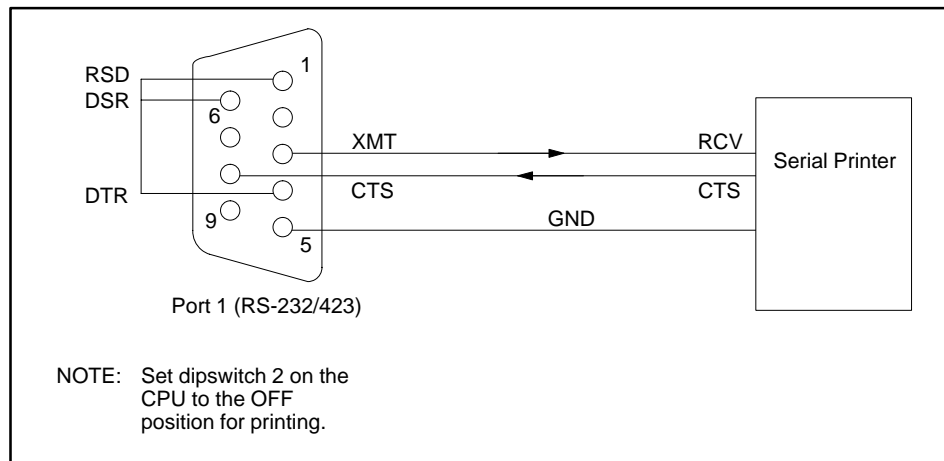 1
RSD
DSR
6
XMT
RCV
Serial Printer
CTS
CTS
DTR
9
GND
5
Port 1 (RS-232/423)
NOTE: Set dipswitch 2 on the
CPU to the OFF
position for printing.